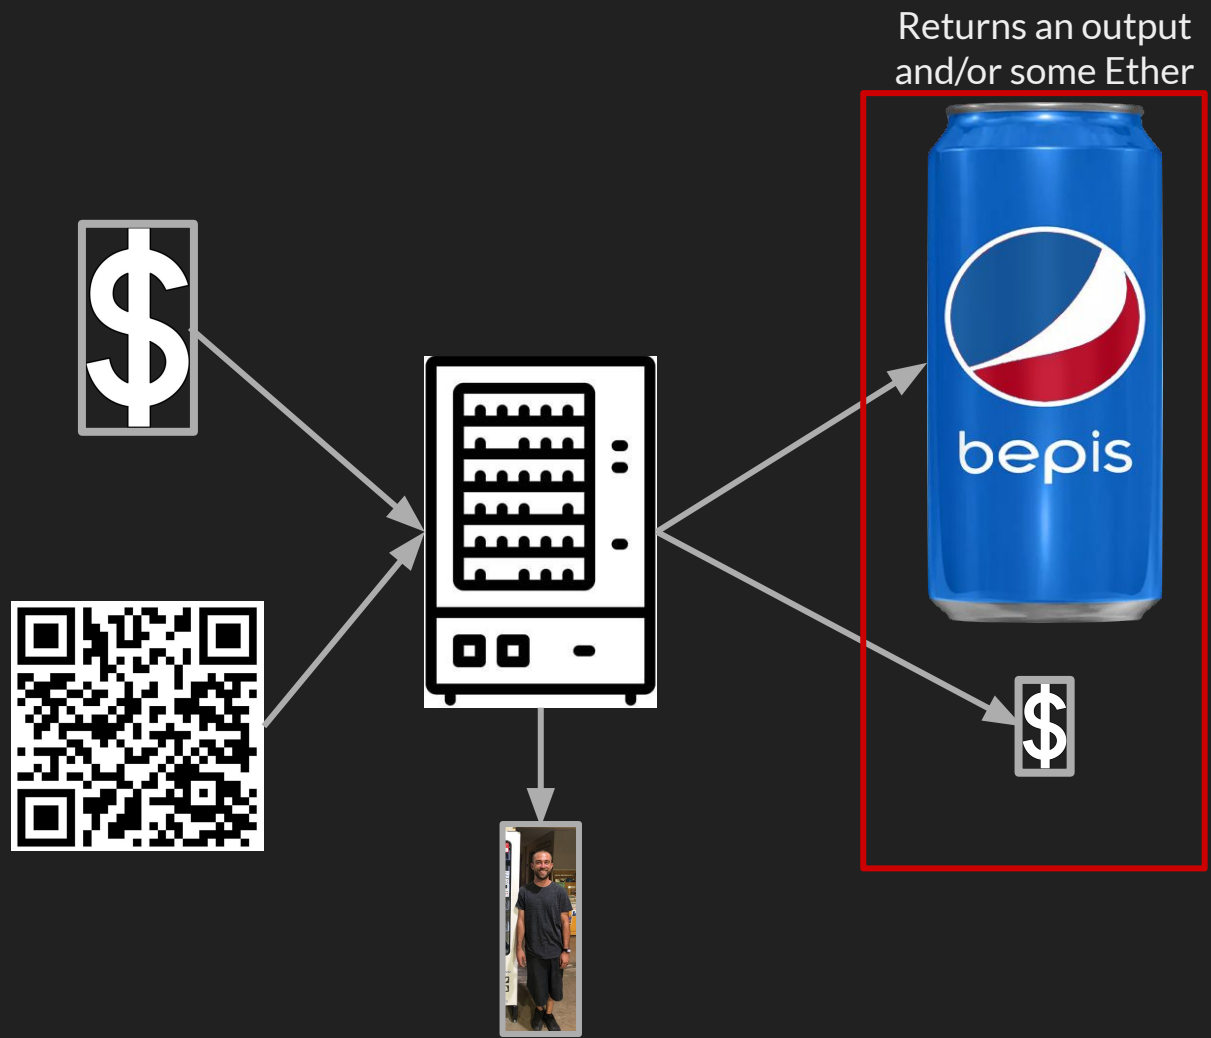 Returns an output
and/or some Ether
$
bepis
$